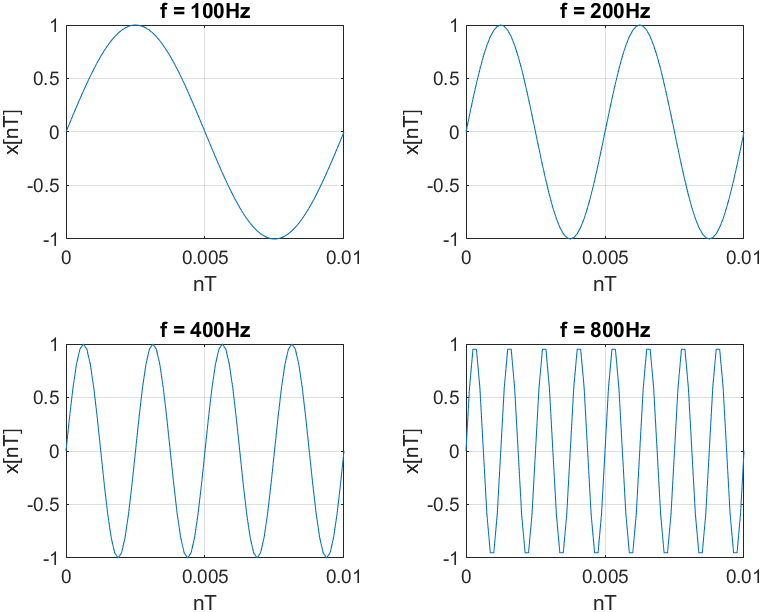 f = 100Hz
1
0.5
0
-0.5
-1
x[nT]
0 0.005 0.01
nT
f = 200Hz
1
0.5
0
-0.5
-1
x[nT]
0 0.005 0.01
nT
f = 400Hz
1
0.5
0
-0.5
-1
x[nT]
0 0.005 0.01
nT
f = 800Hz
1
0.5
0
-0.5
-1
x[nT]
0 0.005 0.01
nT